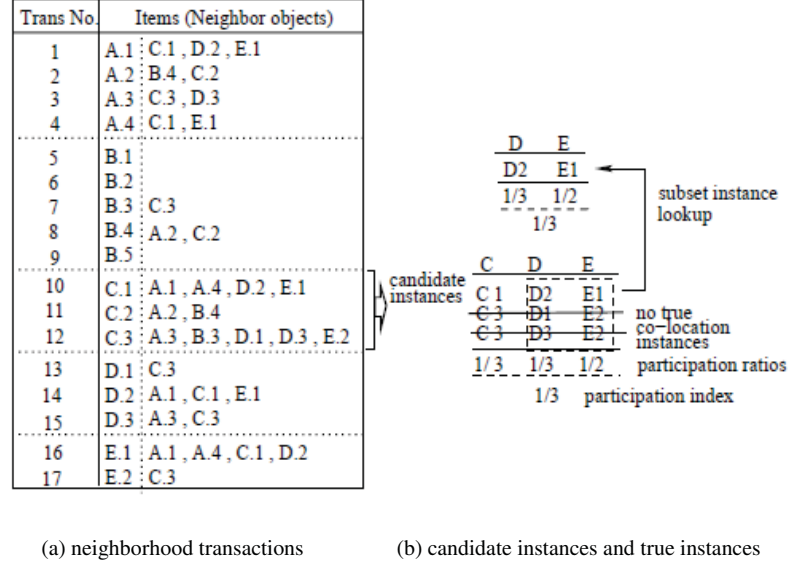 Trans No. Items (Neighbor objects)
1 A.1 C.1 , D.2 , E.1
2 A.2 B.4 , C.2
3 A.3 C.3 , D.3
4 A.4 C.1 , E.1
5 B.1
6 B.2
7 B.3 C.3
8 B.4 A.2 , C.2
9 B.5
10 C.1 A.1 , A.4 , D.2 , E.1
11 C.2 A.2 , B.4
12 C.3 A.3 , B.3 , D.1 , D.3 , E.2
13 D.1 C.3
14 D.2 A.1 , C.1 , E.1
15 D.3 A.3 , C.3
16 E.1 A.1 , A.4 , C.1 , D.2
17 E.2 C.3
(a) neighborhood transactions
D E
D2 E1
1/3 1/2
1/3
subset instance
lookup
candidate
instances
C D E
C 1 D2 E1
C 3 D1 E2
C 3 D3 E2
no true
co-location
instances
1/3 1/3 1/2 participation ratios
1/3 participation index
(b) candidate instances and true instances